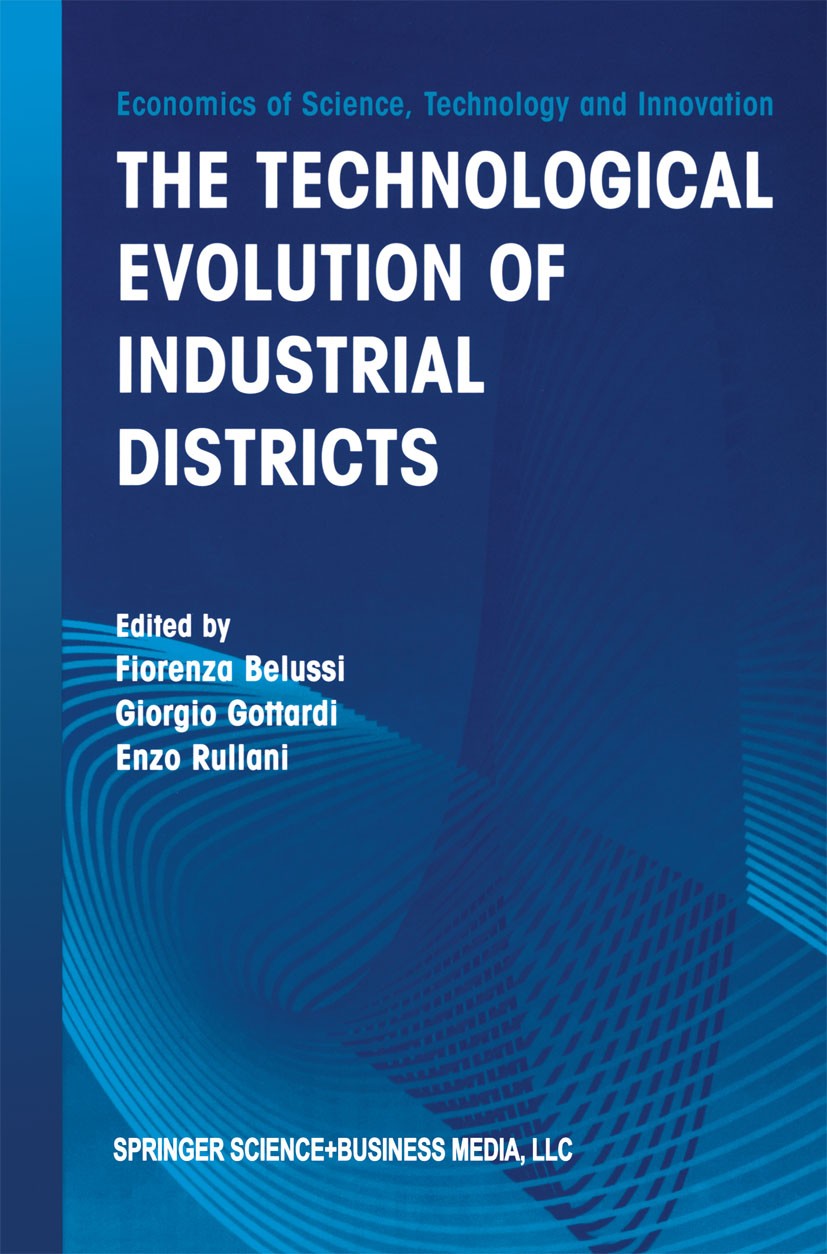 Economics of Science, Technology and Innovation
THE TECHNOLOGICAL
EVOLUTION OF
INDUSTRIAL
DISTRICTS
Edited by
Fiorenza Belussi
Giorgio Gottardi
Enzo Rullani
SPRINGER SCIENCE+BUSINESS MEDIA, LLC